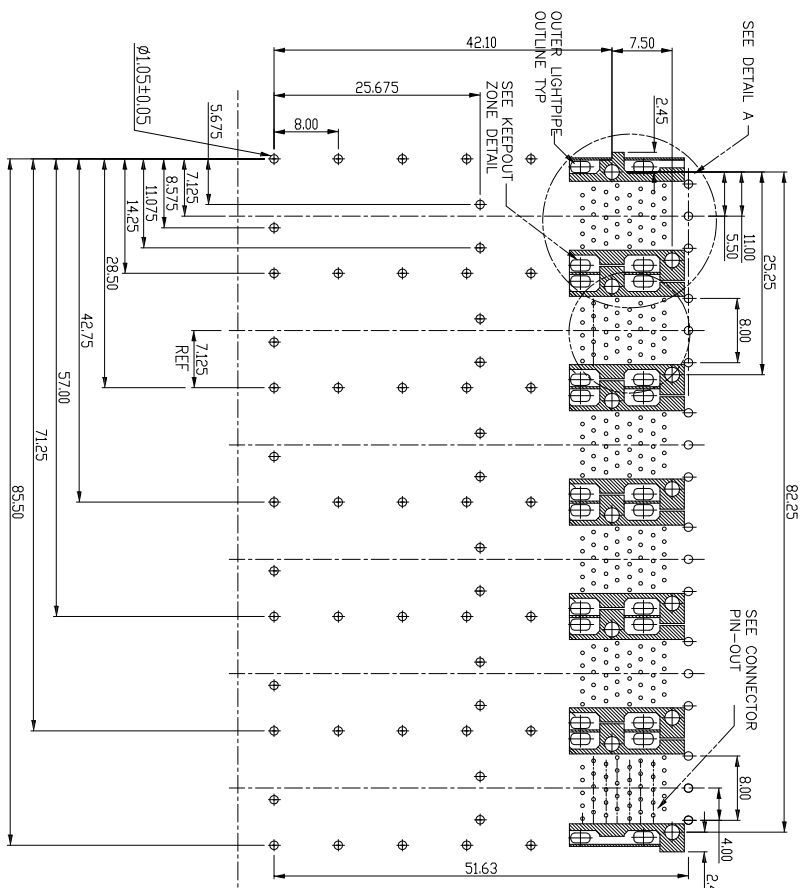 SEE DETAIL A
7.50
42.10
OUTER LIGHTPIPE
OUTLINE TYP
SEE KEEPOUT
ZONE DETAIL
2.45
25.675
8.00
Ø1.05±0.05
5.675
7.125
8.575
11.075
14.25
28.50
42.75
57.00
71.25
85.50
7.125
REF
11.00
5.50
25.25
8.00
82.25
SEE CONNECTOR
PIN-OUT
8.00
4.00
51.63